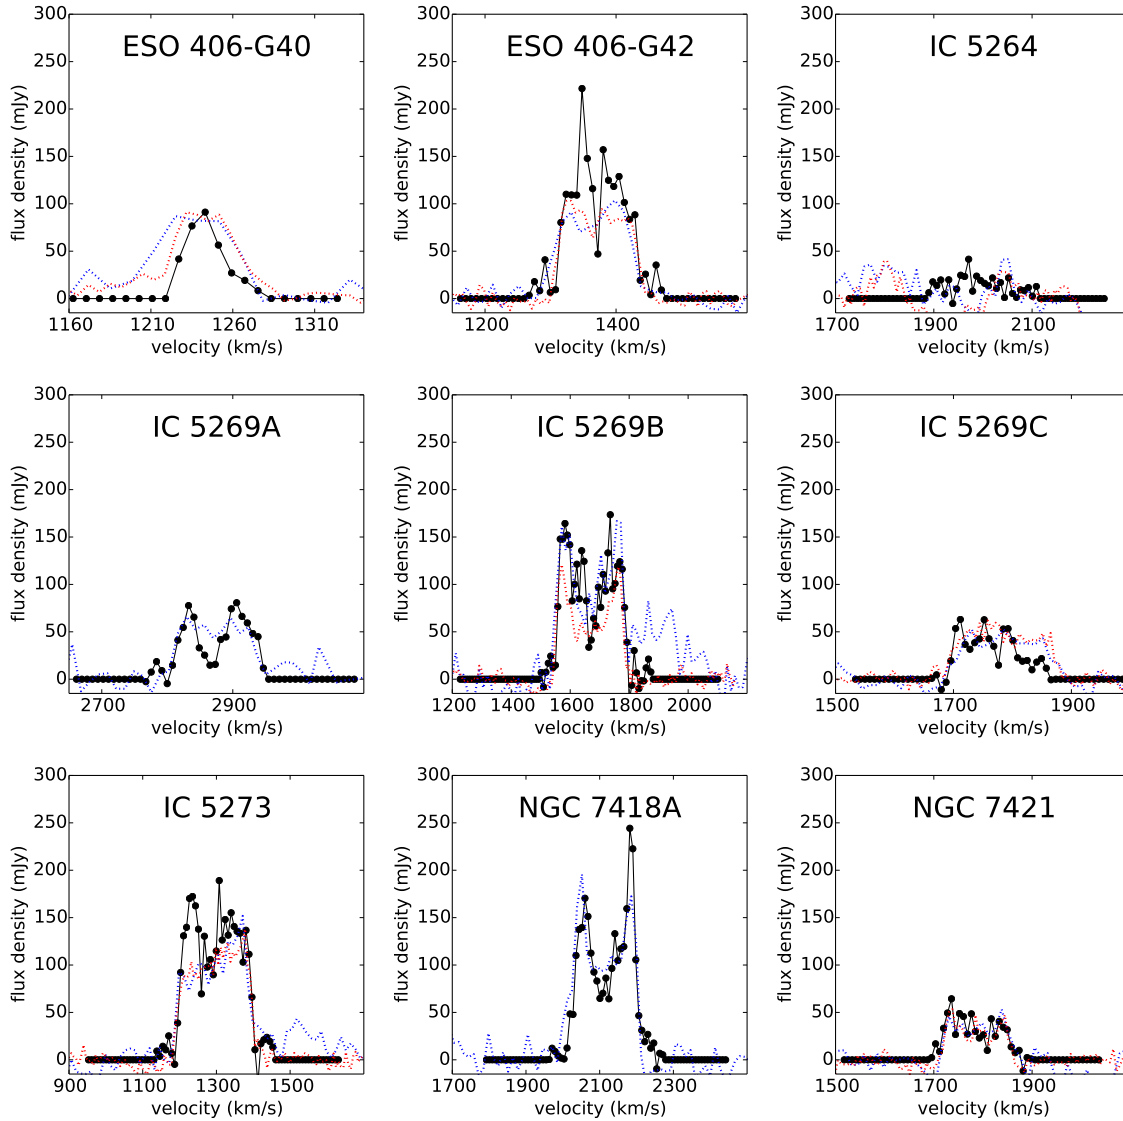 ESO 406-G40
flux density (mJy)
300
250
200
150
100
50
0
1160 1210 1260 1310
velocity (km/s)
ESO 406-G42
flux density (mJy)
300
250
200
150
100
50
0
1200 1400
velocity (km/s)
IC 5264
flux density (mJy)
300
250
200
150
100
50
0
1700 1900 2100
velocity (km/s)
IC 5269A
flux density (mJy)
300
250
200
150
100
50
0
2700 2900
velocity (km/s)
IC 5269B
flux density (mJy)
300
250
200
150
100
50
0
1200 1400 1600 1800 2000
velocity (km/s)
IC 5269C
flux density (mJy)
300
250
200
150
100
50
0
1500 1700 1900
velocity (km/s)
IC 5273
flux density (mJy)
300
250
200
150
100
50
0
900 1100 1300 1500
velocity (km/s)
NGC 7418A
flux density (mJy)
300
250
200
150
100
50
0
1700 1900 2100 2300
velocity (km/s)
NGC 7421
flux density (mJy)
300
250
200
150
100
50
0
1500 1700 1900
velocity (km/s)